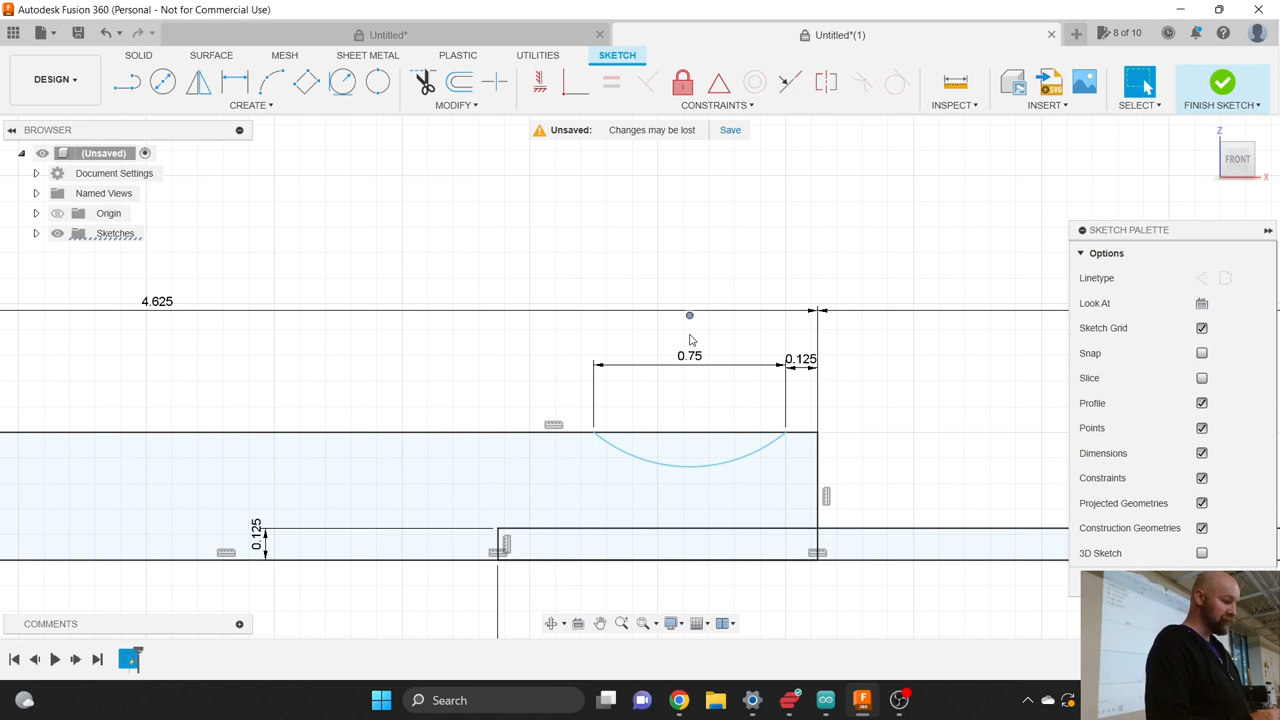 Autodesk Fusion 360 (Personal - Not for Commercial Use)
Untitled*
Untitled*(1)
8 of 10
DESIGN
SOLID
SURFACE
MESH
SHEET METAL
PLASTIC
UTILITIES
SKETCH
CREATE
MODIFY
CONSTRAINTS
INSPECT
INSERT
SELECT
FINISH SKETCH
BROWSER
Unsaved: Changes may be lost Save
(Unsaved)
Document Settings
Named Views
Origin
Sketches
Z
FRONT
X
SKETCH PALETTE
Options
Linetype
Look At
Sketch Grid
Snap
Slice
Profile
Points
Dimensions
Constraints
Projected Geometries
Construction Geometries
3D Sketch
4.625
0.75
0.125
0.125
COMMENTS
Search